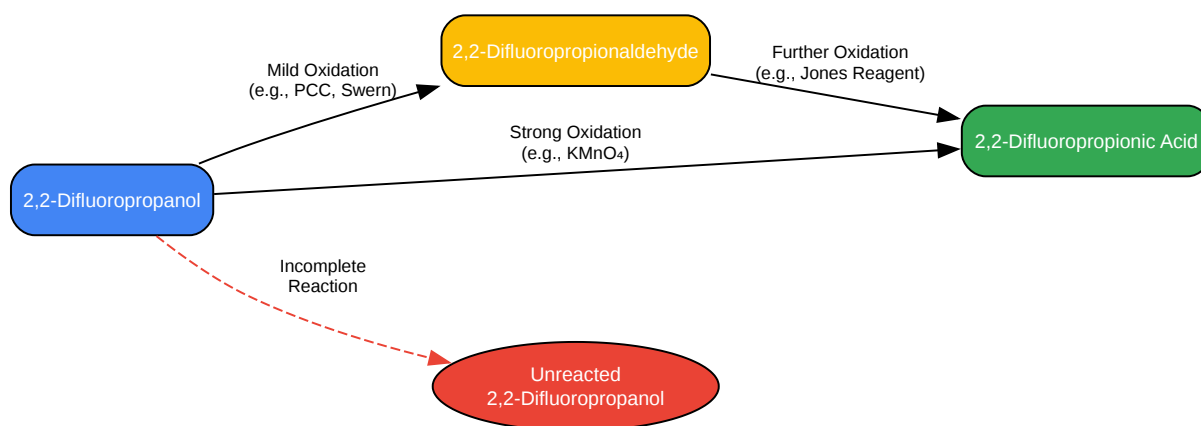 2,2-Difluoropropionaldehyde
Further Oxidation
(e.g., Jones Reagent)
Mild Oxidation
(e.g., PCC, Swern)
Strong Oxidation
(e.g., KMnO₄)
2,2-Difluoropropionic Acid
2,2-Difluoropropanol
Incomplete
Reaction
Unreacted
2,2-Difluoropropanol